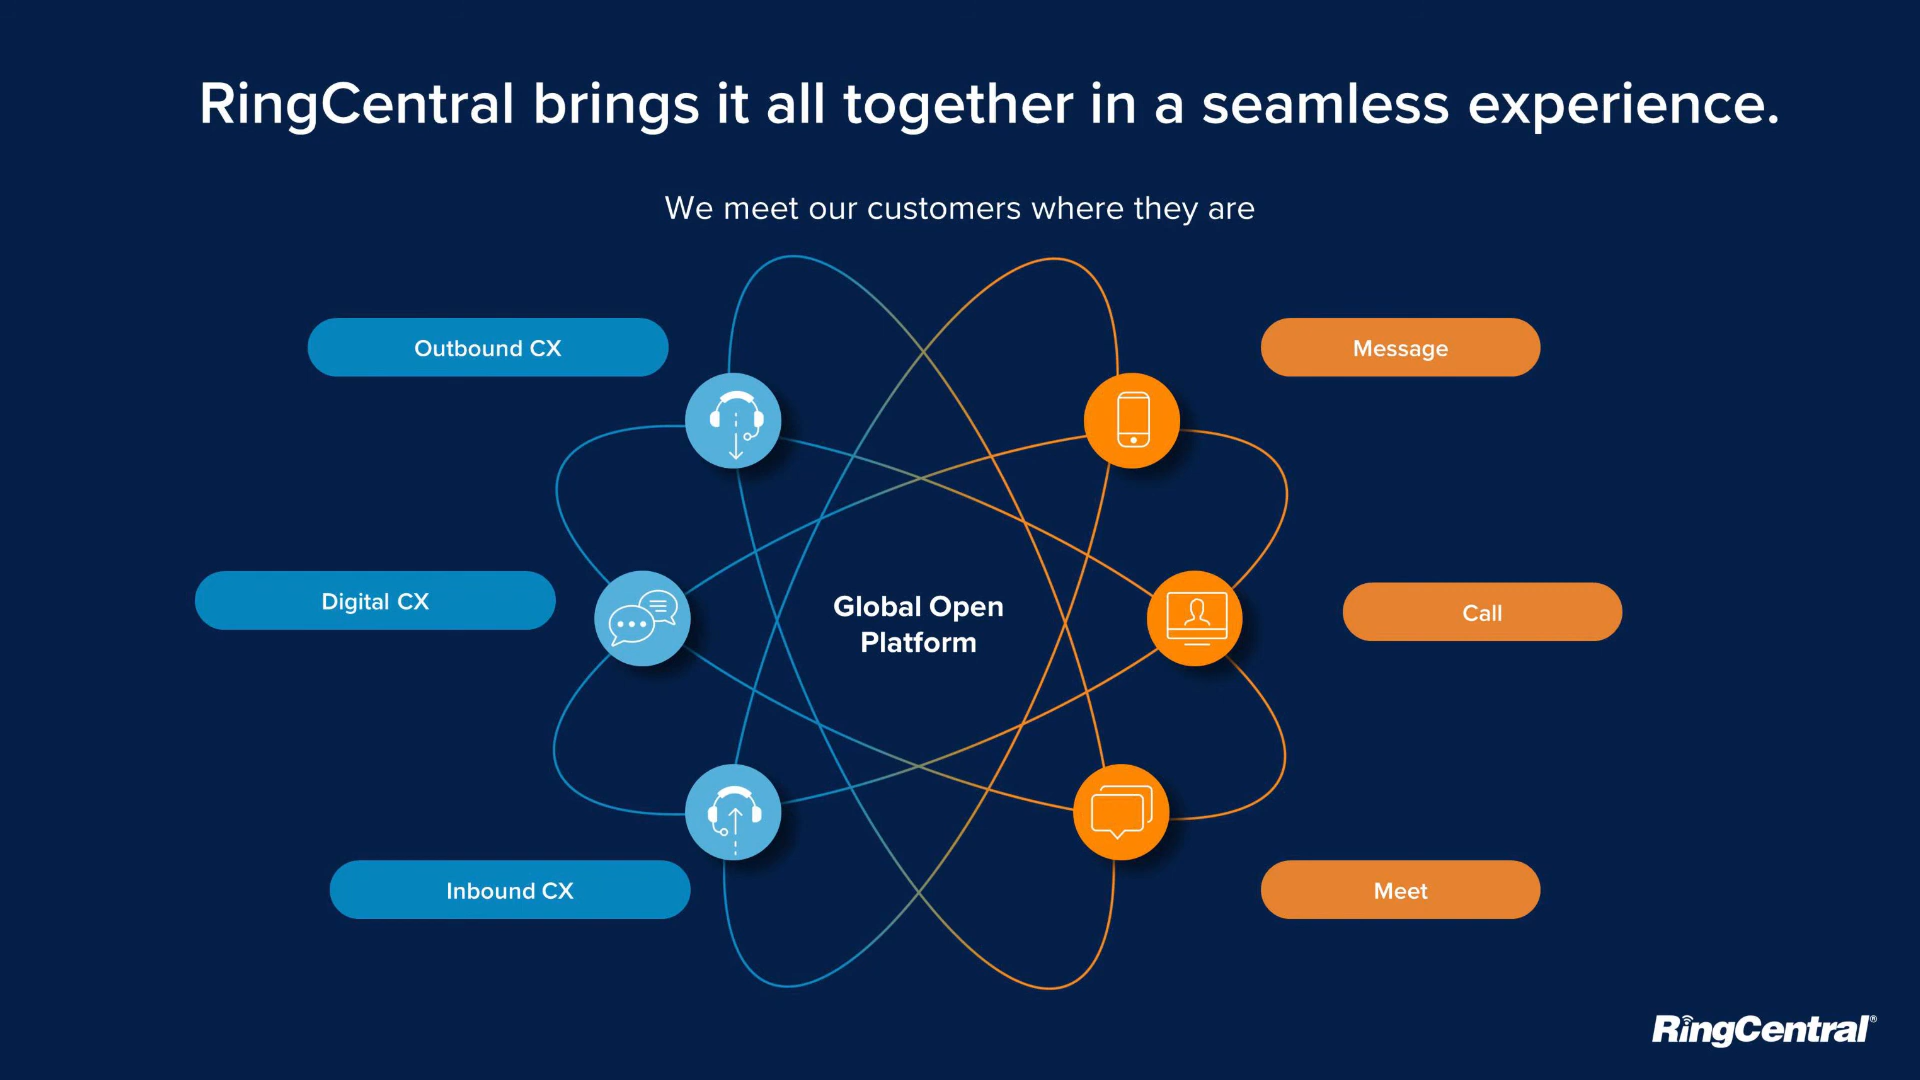 RingCentral brings it all together in a seamless experience.
We meet our customers where they are
Outbound CX
Message
Digital CX
Global Open
Platform
Call
Inbound CX
Meet
RingCentral®